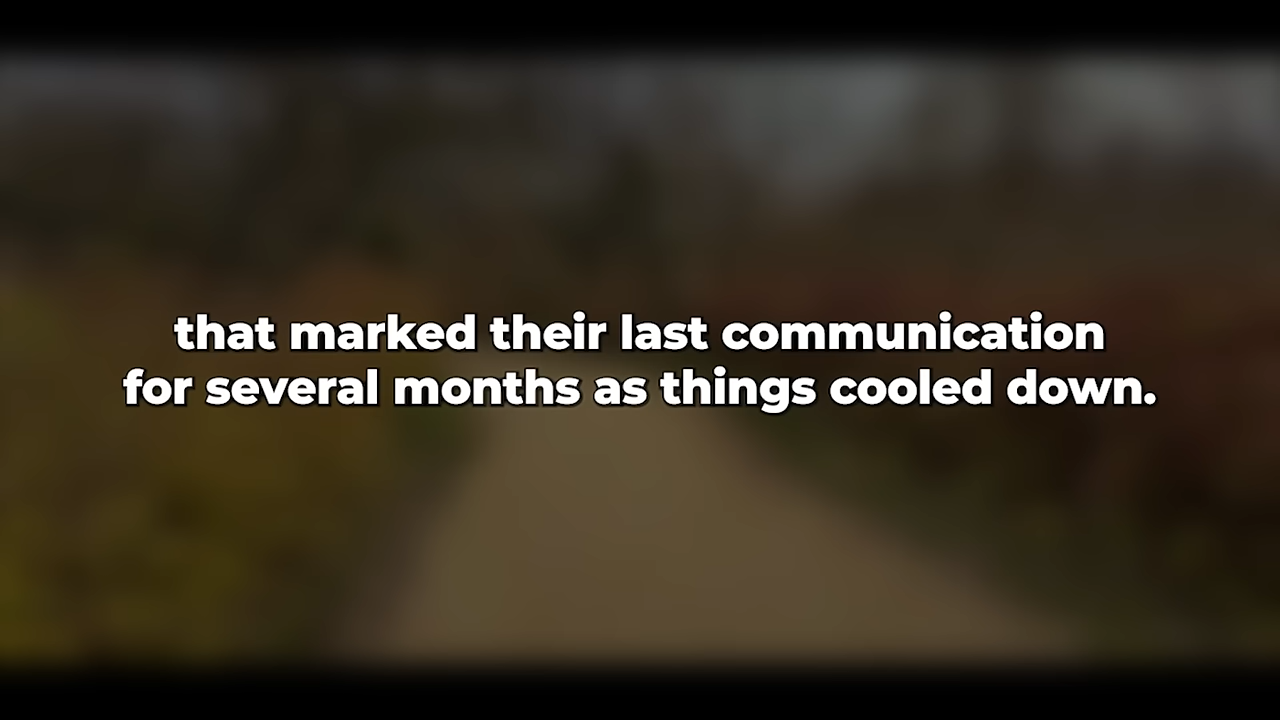 that marked their last communication
for several months as things cooled down.